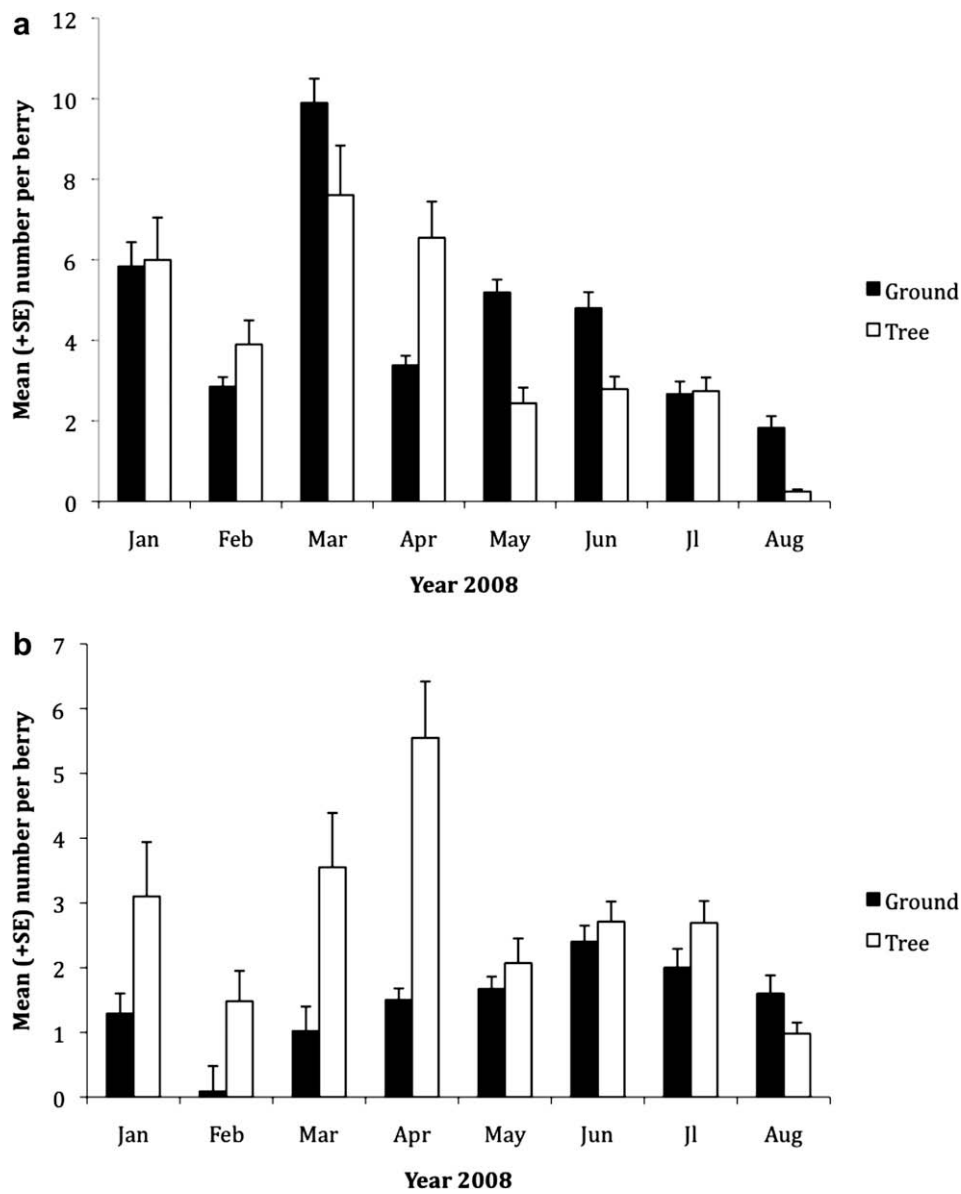 a
12
10
8
6
4
2
0
Mean (+SE) number per berry
Jan Feb Mar Apr May Jun Jl Aug
Year 2008
Ground
Tree
b
7
6
5
4
3
2
1
0
Mean (+SE) number per berry
Jan Feb Mar Apr May Jun Jl Aug
Year 2008
Ground
Tree